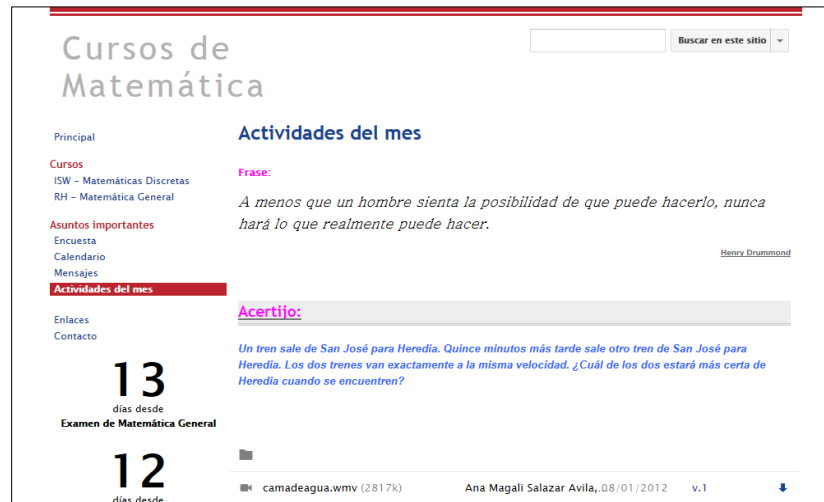 Cursos de
Matemática
Buscar en este sitio
Principal
Cursos
ISW – Matemáticas Discretas
RH – Matemática General
Asuntos importantes
Encuesta
Calendario
Mensajes
Actividades del mes
Enlaces
Contacto
13
días desde
Examen de Matemática General
12
días desde
Actividades del mes
Frase:
A menos que un hombre sienta la posibilidad de que puede hacerlo, nunca
hará lo que realmente puede hacer.
Henry Drummond
Acertijo:
Un tren sale de San José para Heredia. Quince minutos más tarde sale otro tren de San José para
Heredia. Los dos trenes van exactamente a la misma velocidad. ¿Cuál de los dos estará más certa de
Heredia cuando se encuentren?
camadeagua.wmv (2817k) Ana Magali Salazar Avila, 08/01/2012 v.1